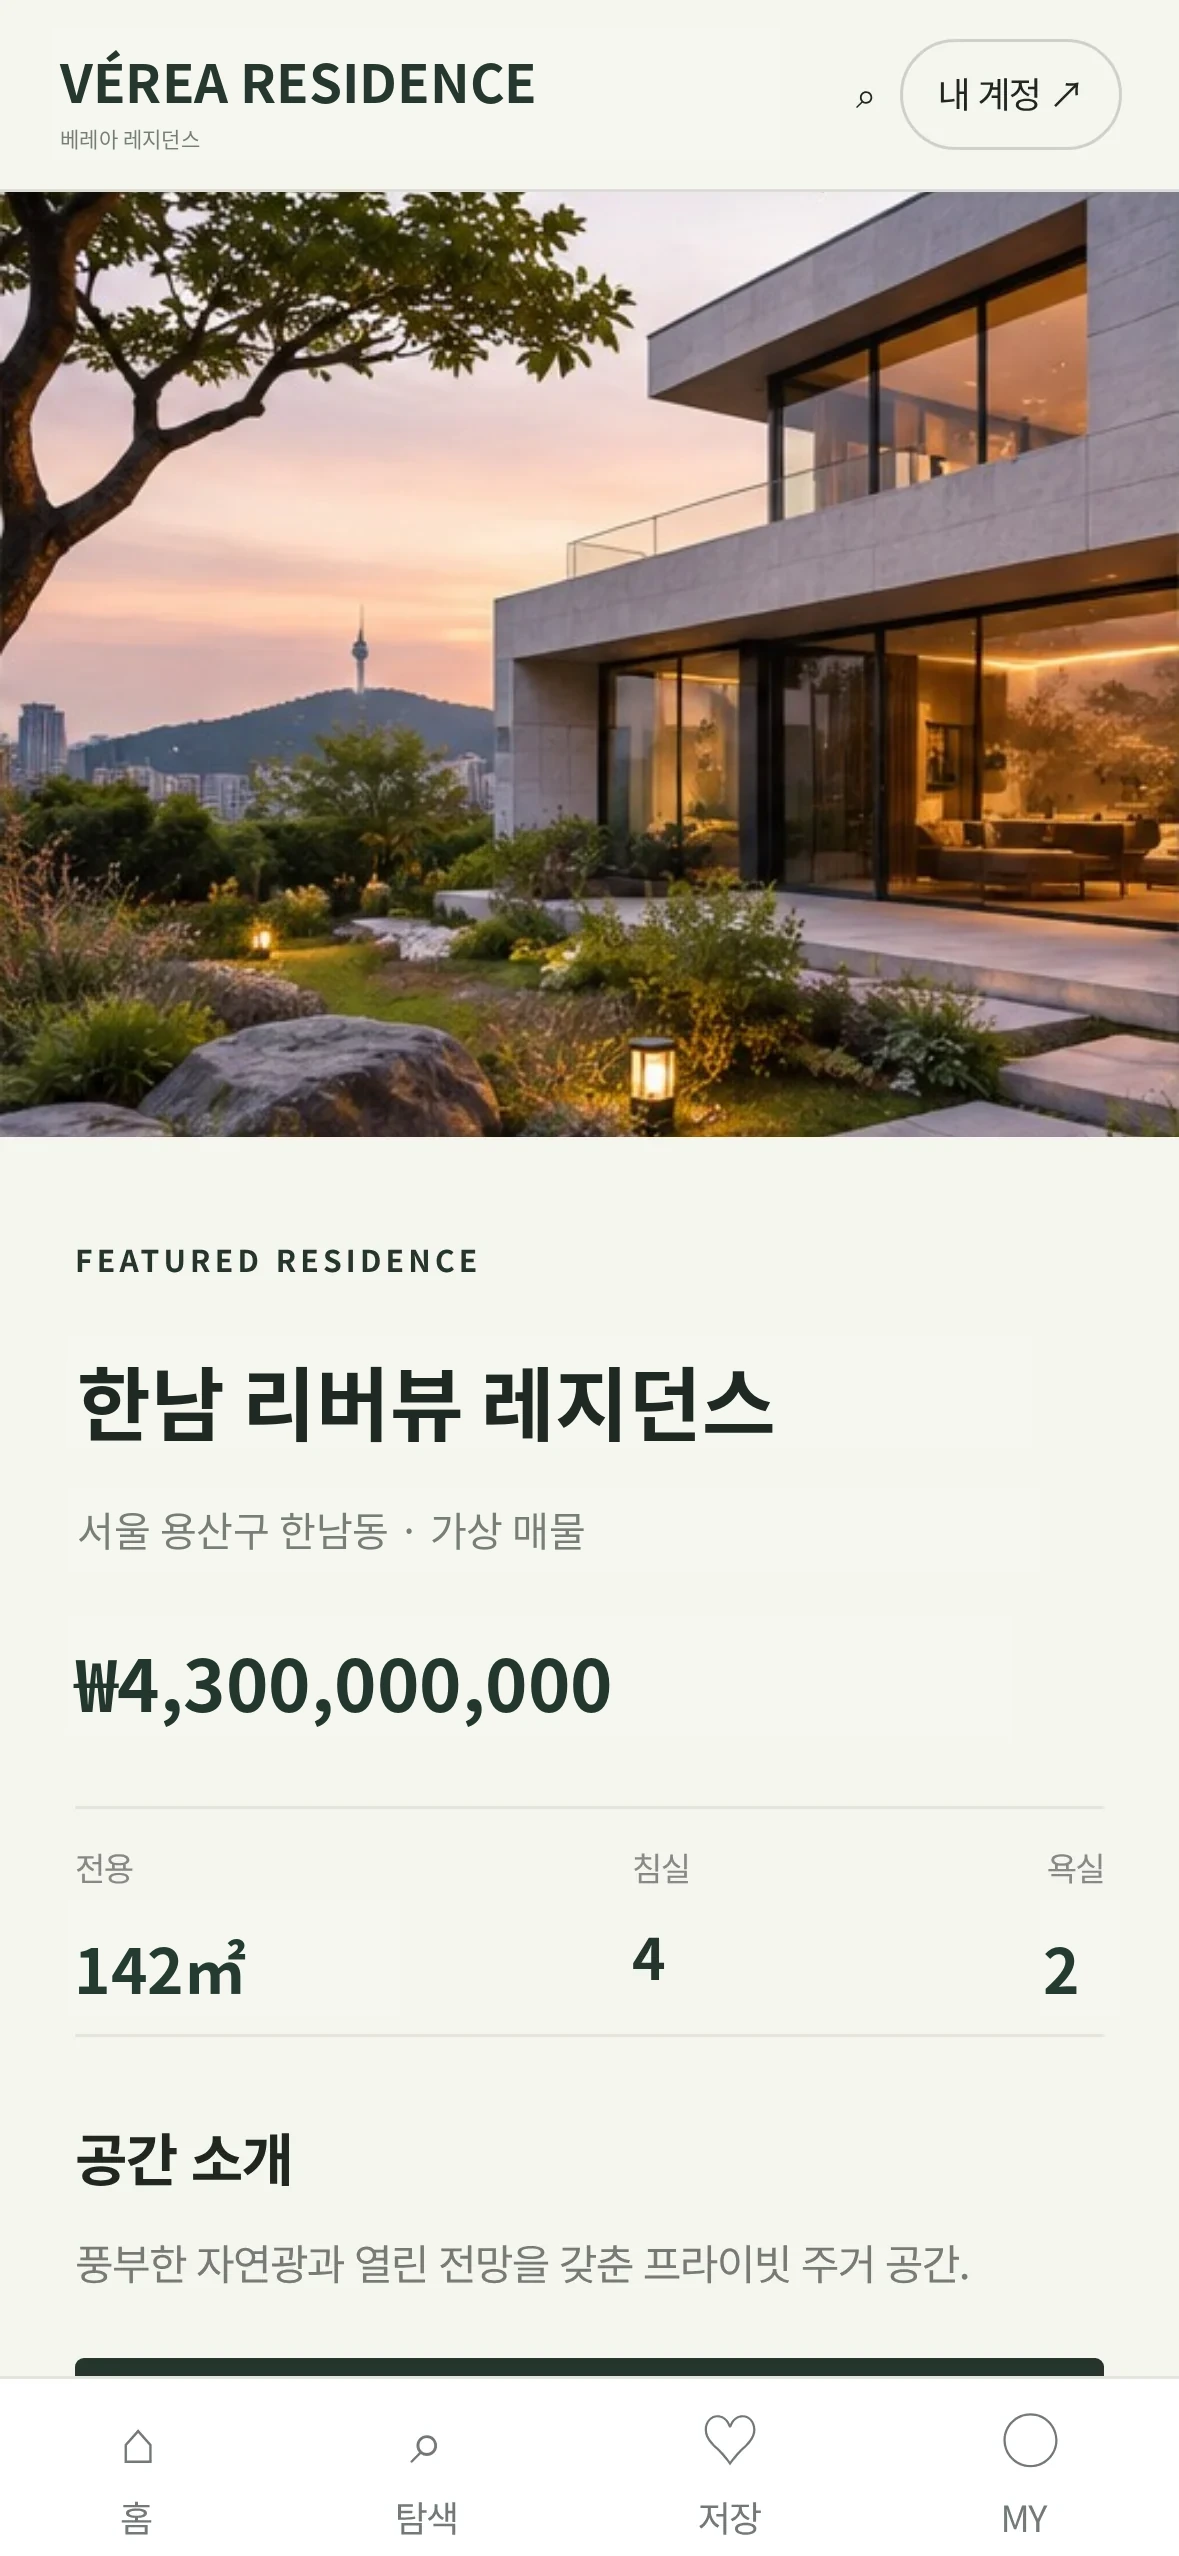 VÉREA RESIDENCE
베레아 레지던스
내 계정 ↗
FEATURED RESIDENCE
한남 리버뷰 레지던스
서울 용산구 한남동 · 가상 매물
₩4,300,000,000
전용 침실 욕실
142㎡ 4 2
공간 소개
풍부한 자연광과 열린 전망을 갖춘 프라이빗 주거 공간.
홈 탐색 저장 MY